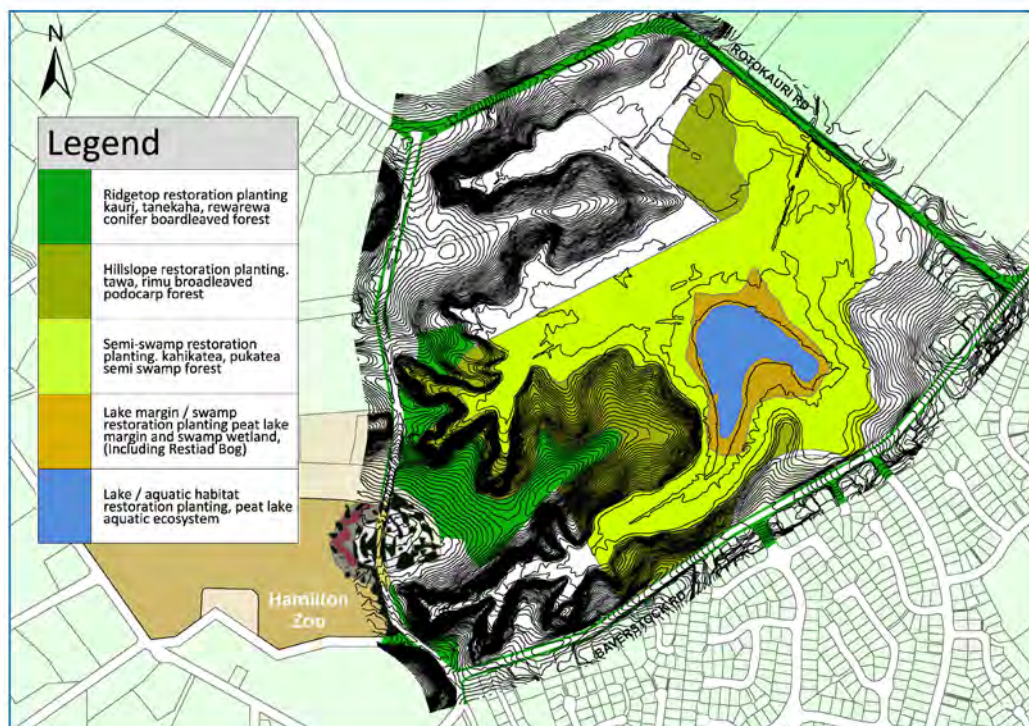 N
ROTOKAURI RD
Legend
Ridgetop restoration planting
kauri, tanekaha, rewarewa
conifer boardleaved forest
Hillslope restoration planting.
tawa, rimu broadleaved
podocarp forest
Semi-swamp restoration
planting. kahikatea, pukatea
semi swamp forest
Lake margin / swamp
restoration planting peat lake
margin and swamp wetland,
(Including Restiad Bog)
Lake / aquatic habitat
restoration planting, peat lake
aquatic ecosystem
Hamilton
Zoo
BAVERSTOCK RD